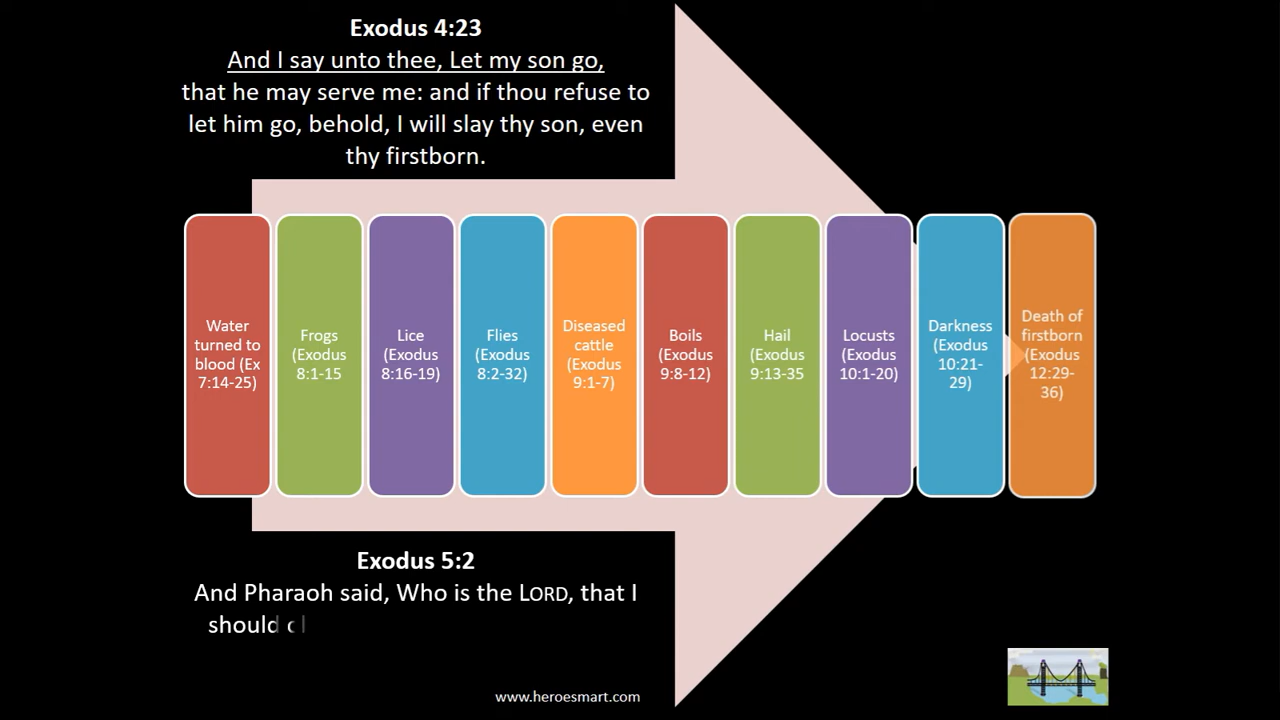 Exodus 4:23
And I say unto thee, Let my son go,
that he may serve me: and if thou refuse to
let him go, behold, I will slay thy son, even
thy firstborn.
Water
turned to
blood (Ex
7:14-25)
Frogs
(Exodus
8:1-15
Lice
(Exodus
8:16-19)
Flies
(Exodus
8:2-32)
Diseased
cattle
(Exodus
9:1-7)
Boils
(Exodus
9:8-12)
Hail
(Exodus
9:13-35
Locusts
(Exodus
10:1-20)
Darkness
(Exodus
10:21-
29)
Death of
firstborn
(Exodus
12:29-
36)
Exodus 5:2
And Pharaoh said, Who is the LORD, that I
should
www.heroesmart.com